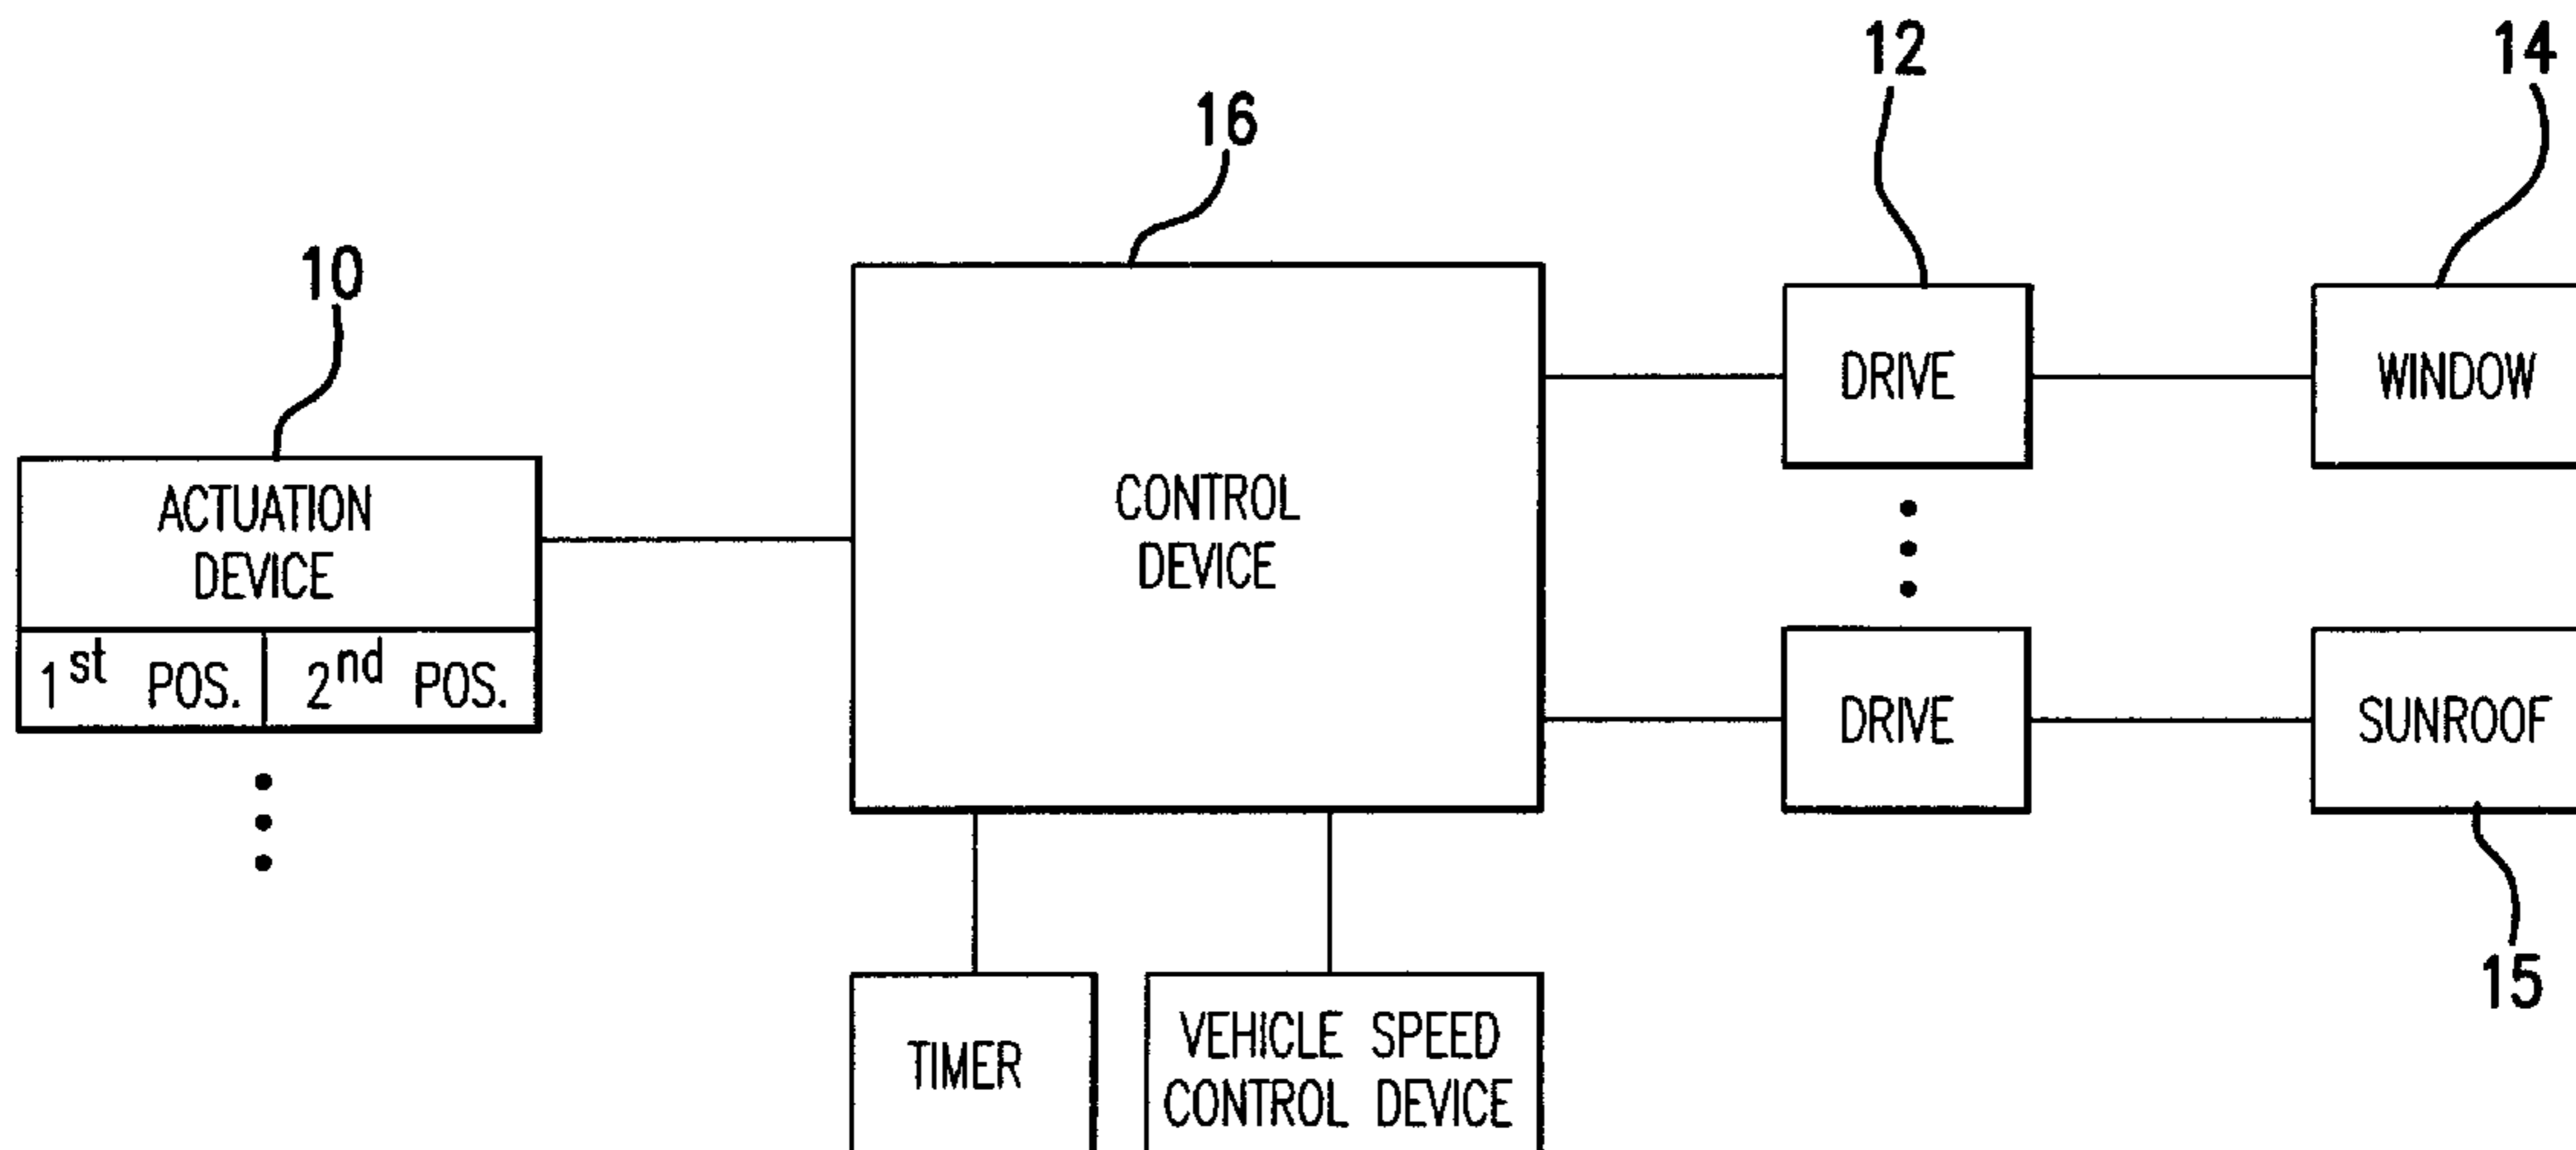 12
14
16
10
DRIVE
WINDOW
ACTUATION
DEVICE
CONTROL
DEVICE
1st POS.
2nd POS.
DRIVE
SUNROOF
15
TIMER
VEHICLE SPEED
CONTROL DEVICE